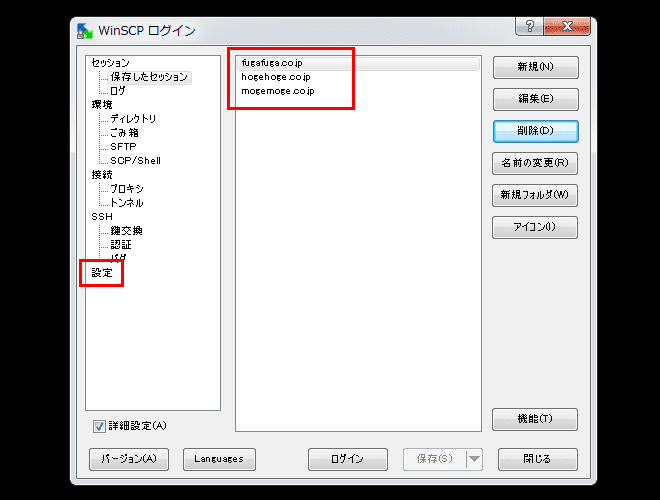 WinSCP ログイン
セッション
保存したセッション
ログ
環境
ディレクトリ
ごみ箱
SFTP
SCP/Shell
接続
プロキシ
トンネル
SSH
鍵交換
認証
バグ
設定
詳細設定(A)
fugafuga.co.jp
hogehoge.co.jp
mogemoge.co.jp
新規(N)
編集(E)
削除(D)
名前の変更(R)
新規フォルダ(W)
アイコン(I)
機能(T)
バージョン(A)
Languages
ログイン
保存(S)
閉じる